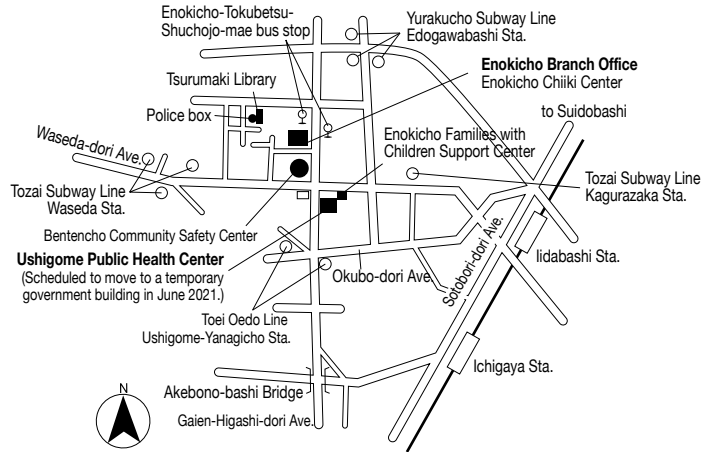 Enokicho-Tokubetsu-
Shuchojo-mae bus stop
Yurakucho Subway Line
Edogawabashi Sta.
Tsurumaki Library
Enokicho Branch Office
Enokicho Chiiki Center
Police box
to Suidobashi
Enokicho Families with
Children Support Center
Waseda-dori Ave.
Tozai Subway Line
Waseda Sta.
Tozai Subway Line
Kagurazaka Sta.
Bentencho Community Safety Center
Ushigome Public Health Center
(Scheduled to move to a temporary
government building in June 2021.)
Okubo-dori Ave.
Sotobori-dori Ave.
Iidabashi Sta.
Toei Oedo Line
Ushigome-Yanagicho Sta.
Ichigaya Sta.
Akebono-bashi Bridge
Gaien-Higashi-dori Ave.
N